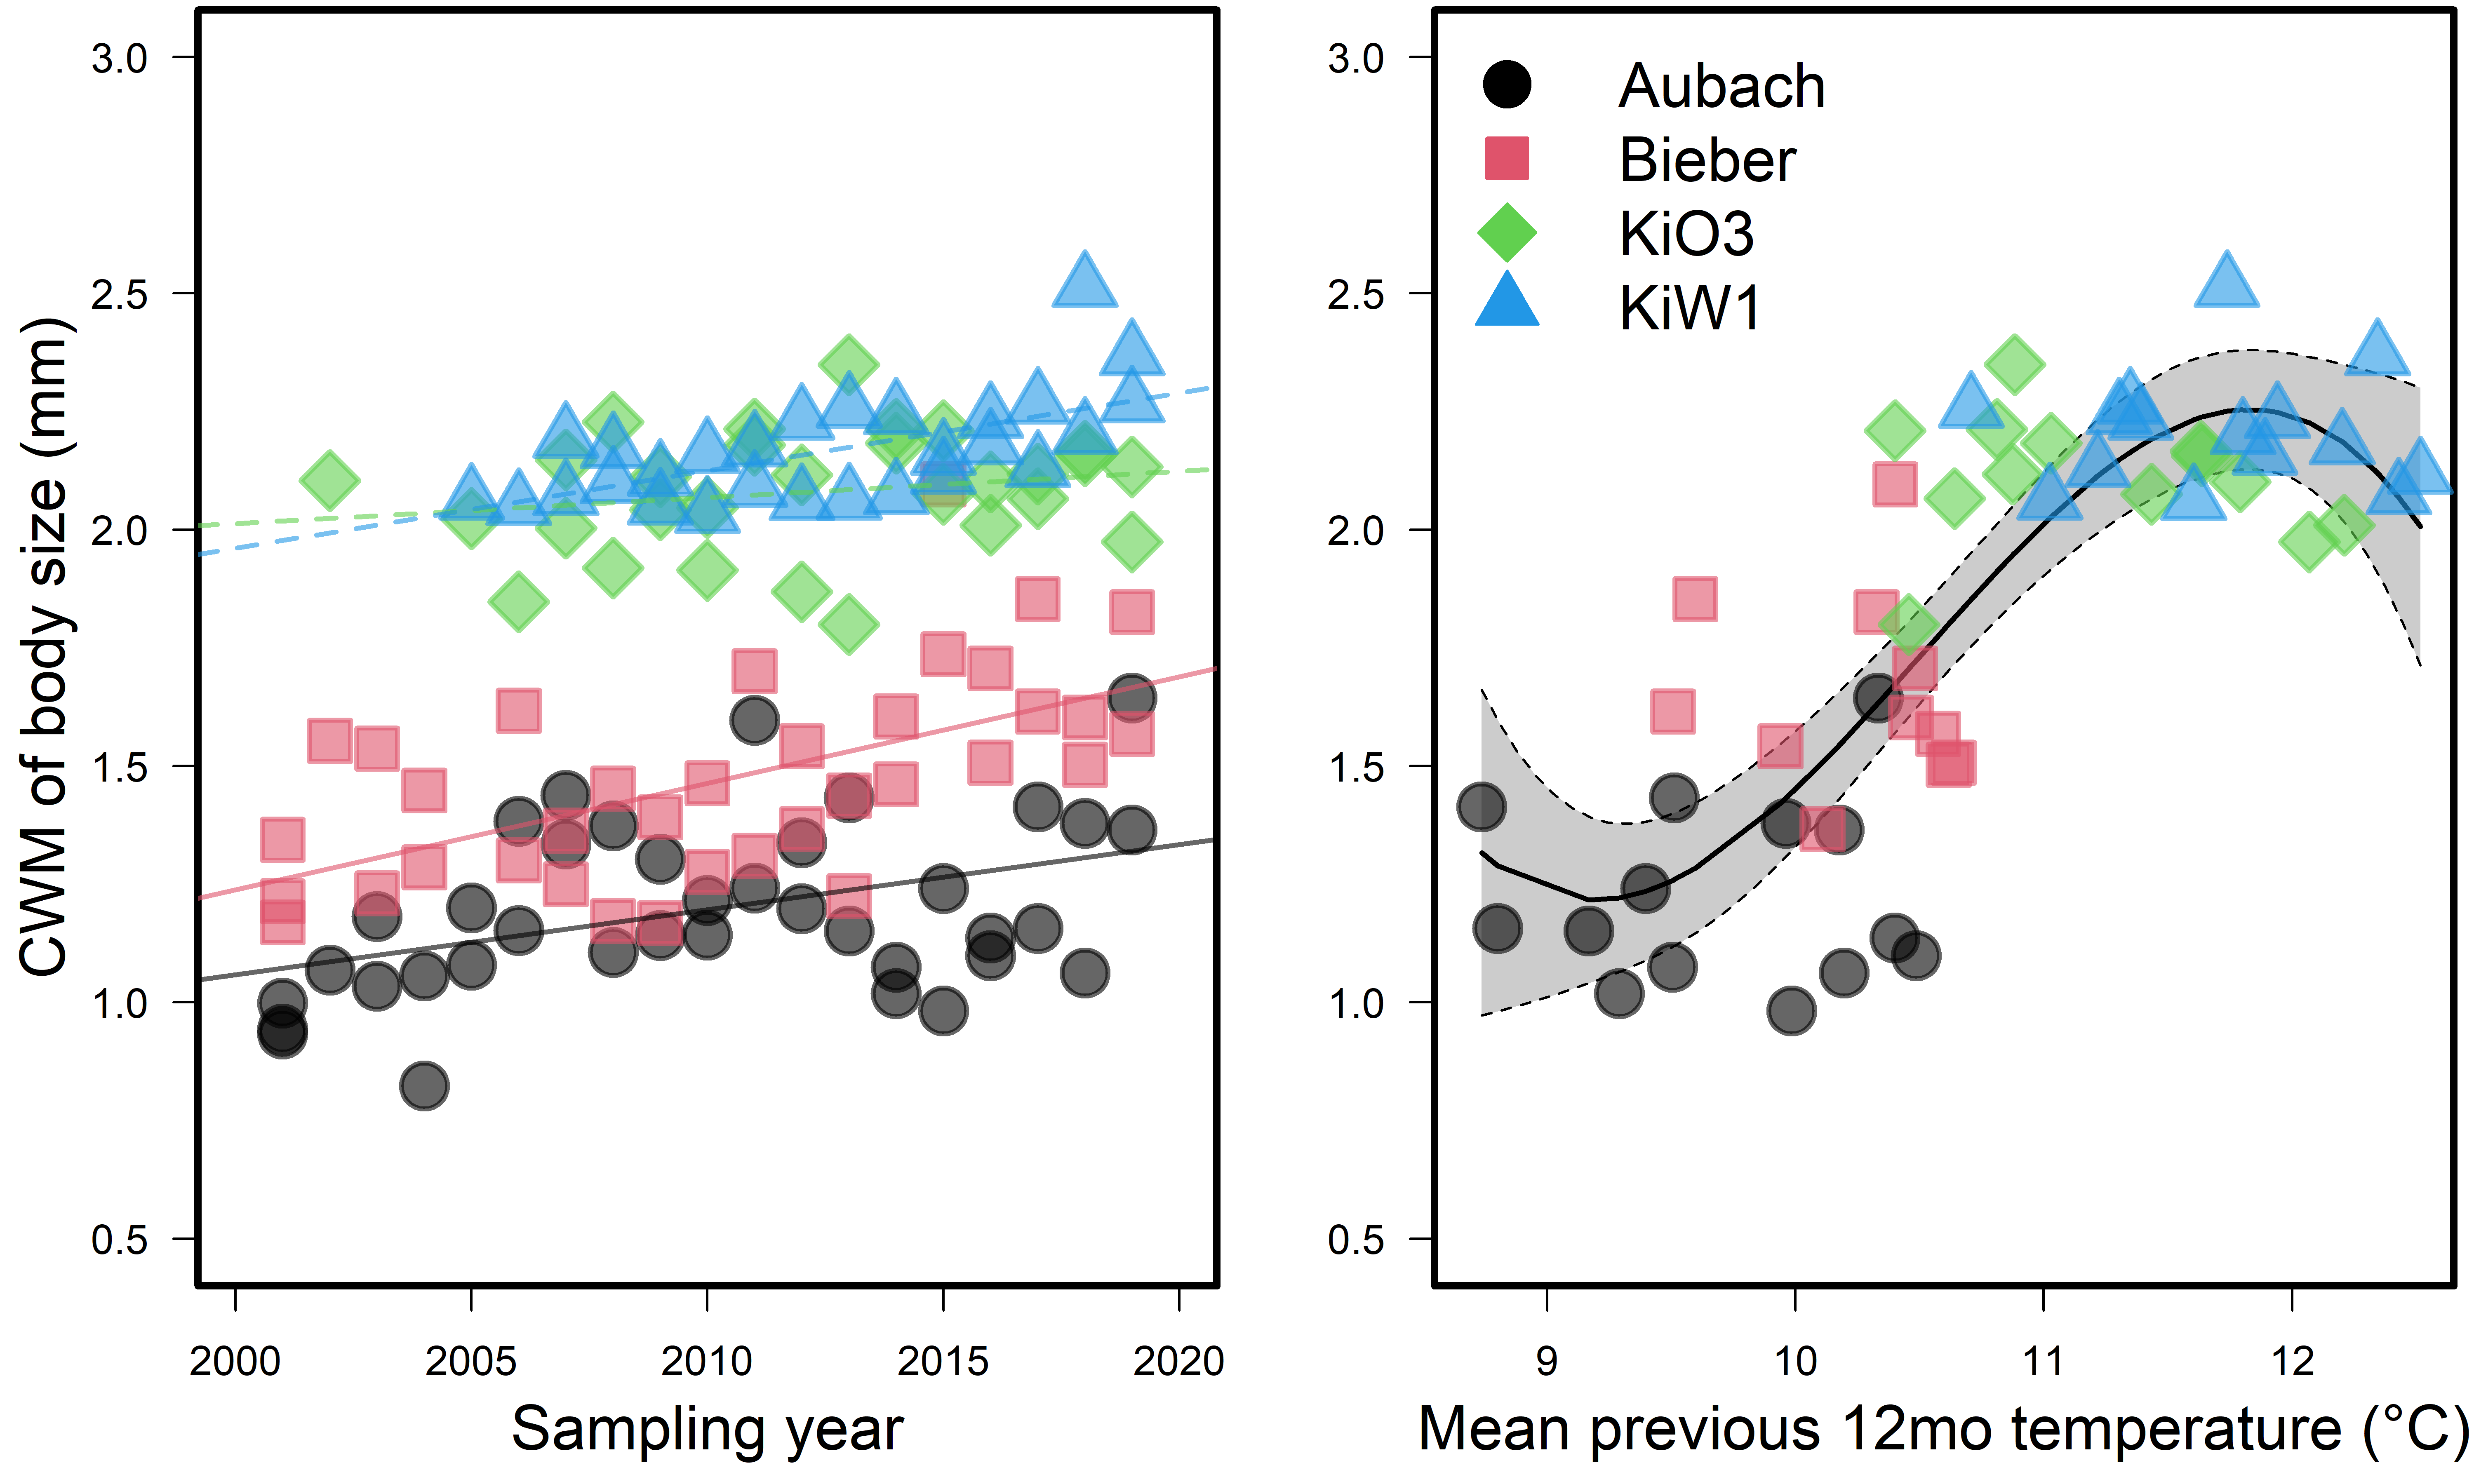 CWM of body size (mm)
3.0
2.5
2.0
1.5
1.0
0.5
2000 2005 2010 2015 2020
Sampling year
3.0
2.5
2.0
1.5
1.0
0.5
Aubach
Bieber
KiO3
KiW1
9 10 11 12
Mean previous 12mo temperature (°C)